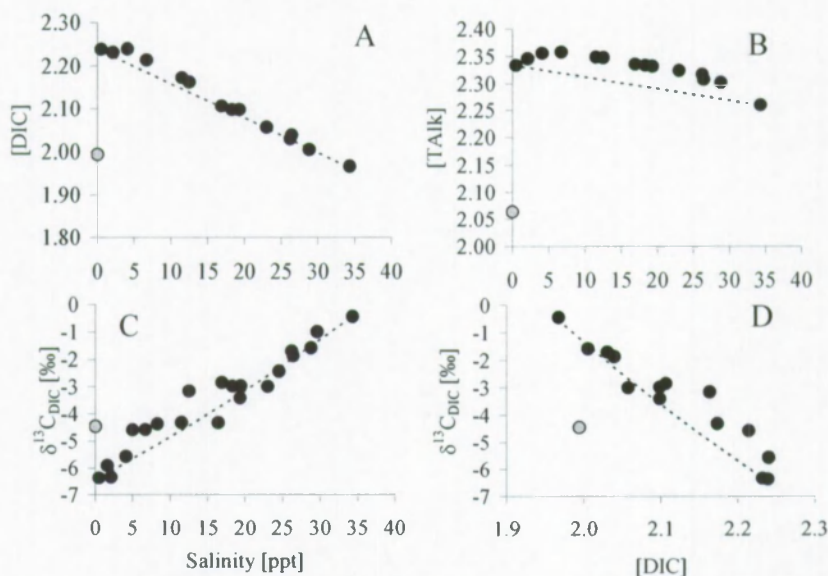 A
[DIC]
2.30
2.20
2.10
2.00
1.90
1.80
0 5 10 15 20 25 30 35 40
B
[TAlk]
2.40
2.35
2.30
2.25
2.20
2.15
2.10
2.05
2.00
0 5 10 15 20 25 30 35 40
C
δ¹³C_DIC [‰]
0
-1
-2
-3
-4
-5
-6
-7
0 5 10 15 20 25 30 35 40
Salinity [ppt]
D
δ¹³C_DIC [‰]
0
-1
-2
-3
-4
-5
-6
-7
1.9 2.0 2.1 2.2 2.3
[DIC]